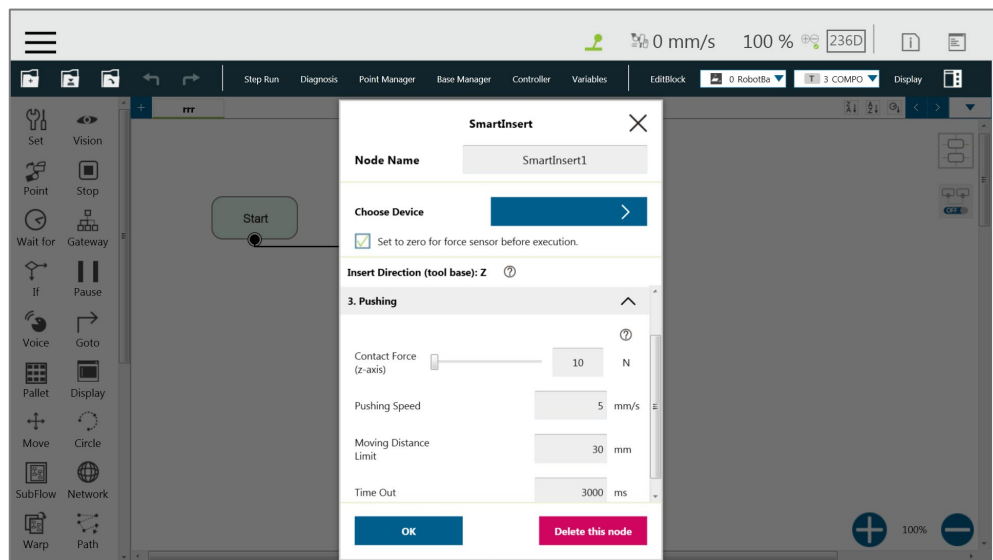 0 mm/s 100 % 236D
Step Run Diagnosis Point Manager Base Manager Controller Variables EditBlock 0 RobotBa T 3 COMPO Display
+ rrr
Set Vision
Point Stop
Wait for Gateway
If Pause
Voice Goto
Pallet Display
Move Circle
SubFlow Network
Warp Path
Start
SmartInsert
Node Name SmartInsert1
Choose Device
Set to zero for force sensor before execution.
Insert Direction (tool base): Z ?
3. Pushing
?
Contact Force
(z-axis) 10 N
Pushing Speed 5 mm/s
Moving Distance
Limit 30 mm
Time Out 3000 ms
OK Delete this node
OFF
100%